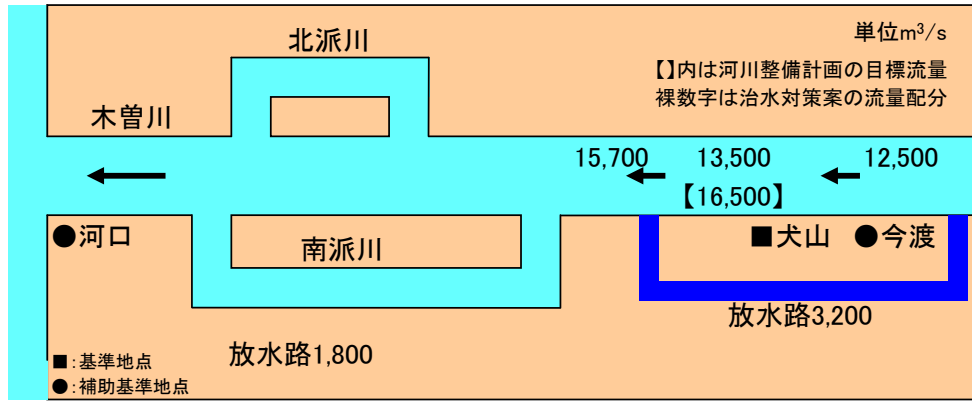 単位m³/s
北派川
【】内は河川整備計画の目標流量
裸数字は治水対策案の流量配分
木曽川
15,700 13,500 12,500
【16,500】
●河口
南派川
■犬山 ●今渡
放水路3,200
放水路1,800
■:基準地点
●:補助基準地点